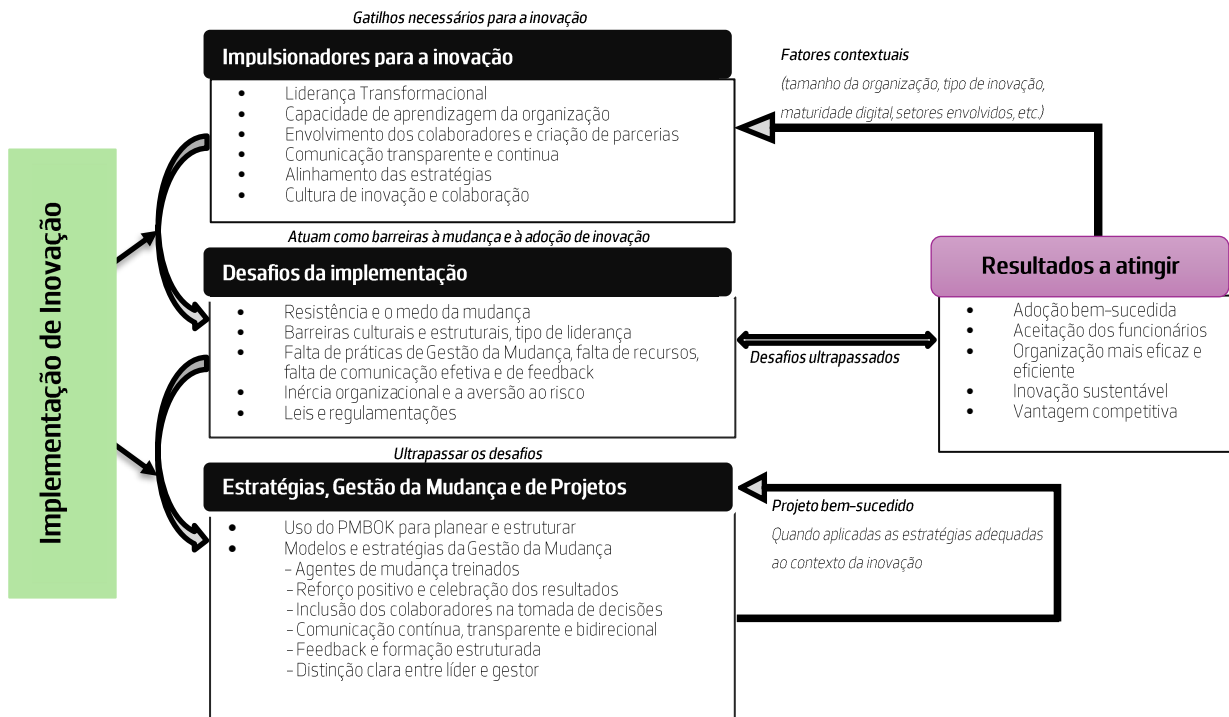 Implementação de Inovação
Gatilhos necessários para a inovação
Impulsionadores para a inovação
• Liderança Transformacional
• Capacidade de aprendizagem da organização
• Envolvimento dos colaboradores e criação de parcerias
• Comunicação transparente e continua
• Alinhamento das estratégias
• Cultura de inovação e colaboração
Fatores contextuais
(tamanho da organização, tipo de inovação,
maturidade digital, setores envolvidos, etc.)
Atuam como barreiras à mudança e à adoção de inovação
Desafios da implementação
• Resistência e o medo da mudança
• Barreiras culturais e estruturais, tipo de liderança
• Falta de práticas de Gestão da Mudança, falta de recursos,
falta de comunicação efetiva e de feedback
• Inércia organizacional e a aversão ao risco
• Leis e regulamentações
Desafios ultrapassados
Resultados a atingir
• Adoção bem-sucedida
• Aceitação dos funcionários
• Organização mais eficaz e
eficiente
• Inovação sustentável
• Vantagem competitiva
Ultrapassar os desafios
Estratégias, Gestão da Mudança e de Projetos
• Uso do PMBOK para planear e estruturar
• Modelos e estratégias da Gestão da Mudança
- Agentes de mudança treinados
- Reforço positivo e celebração dos resultados
- Inclusão dos colaboradores na tomada de decisões
- Comunicação contínua, transparente e bidirecional
- Feedback e formação estruturada
- Distinção clara entre líder e gestor
Projeto bem-sucedido
Quando aplicadas as estratégias adequadas
ao contexto da inovação